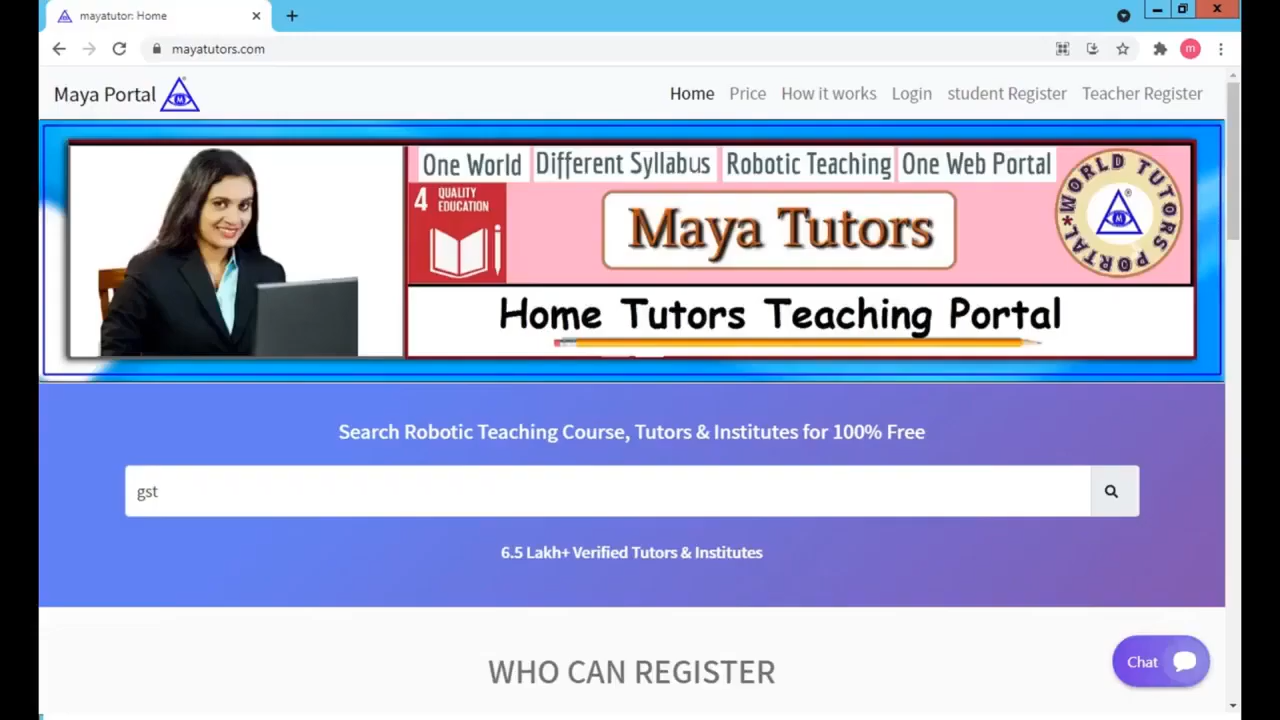 mayatutor: Home
mayatutors.com
m
Maya Portal
M
Home Price How it works Login student Register Teacher Register
One World Different Syllabus Robotic Teaching One Web Portal
4 QUALITY EDUCATION
Maya Tutors
WORLD TUTORS PORTAL
M
Home Tutors Teaching Portal
Search Robotic Teaching Course, Tutors & Institutes for 100% Free
gst
6.5 Lakh+ Verified Tutors & Institutes
WHO CAN REGISTER
Chat